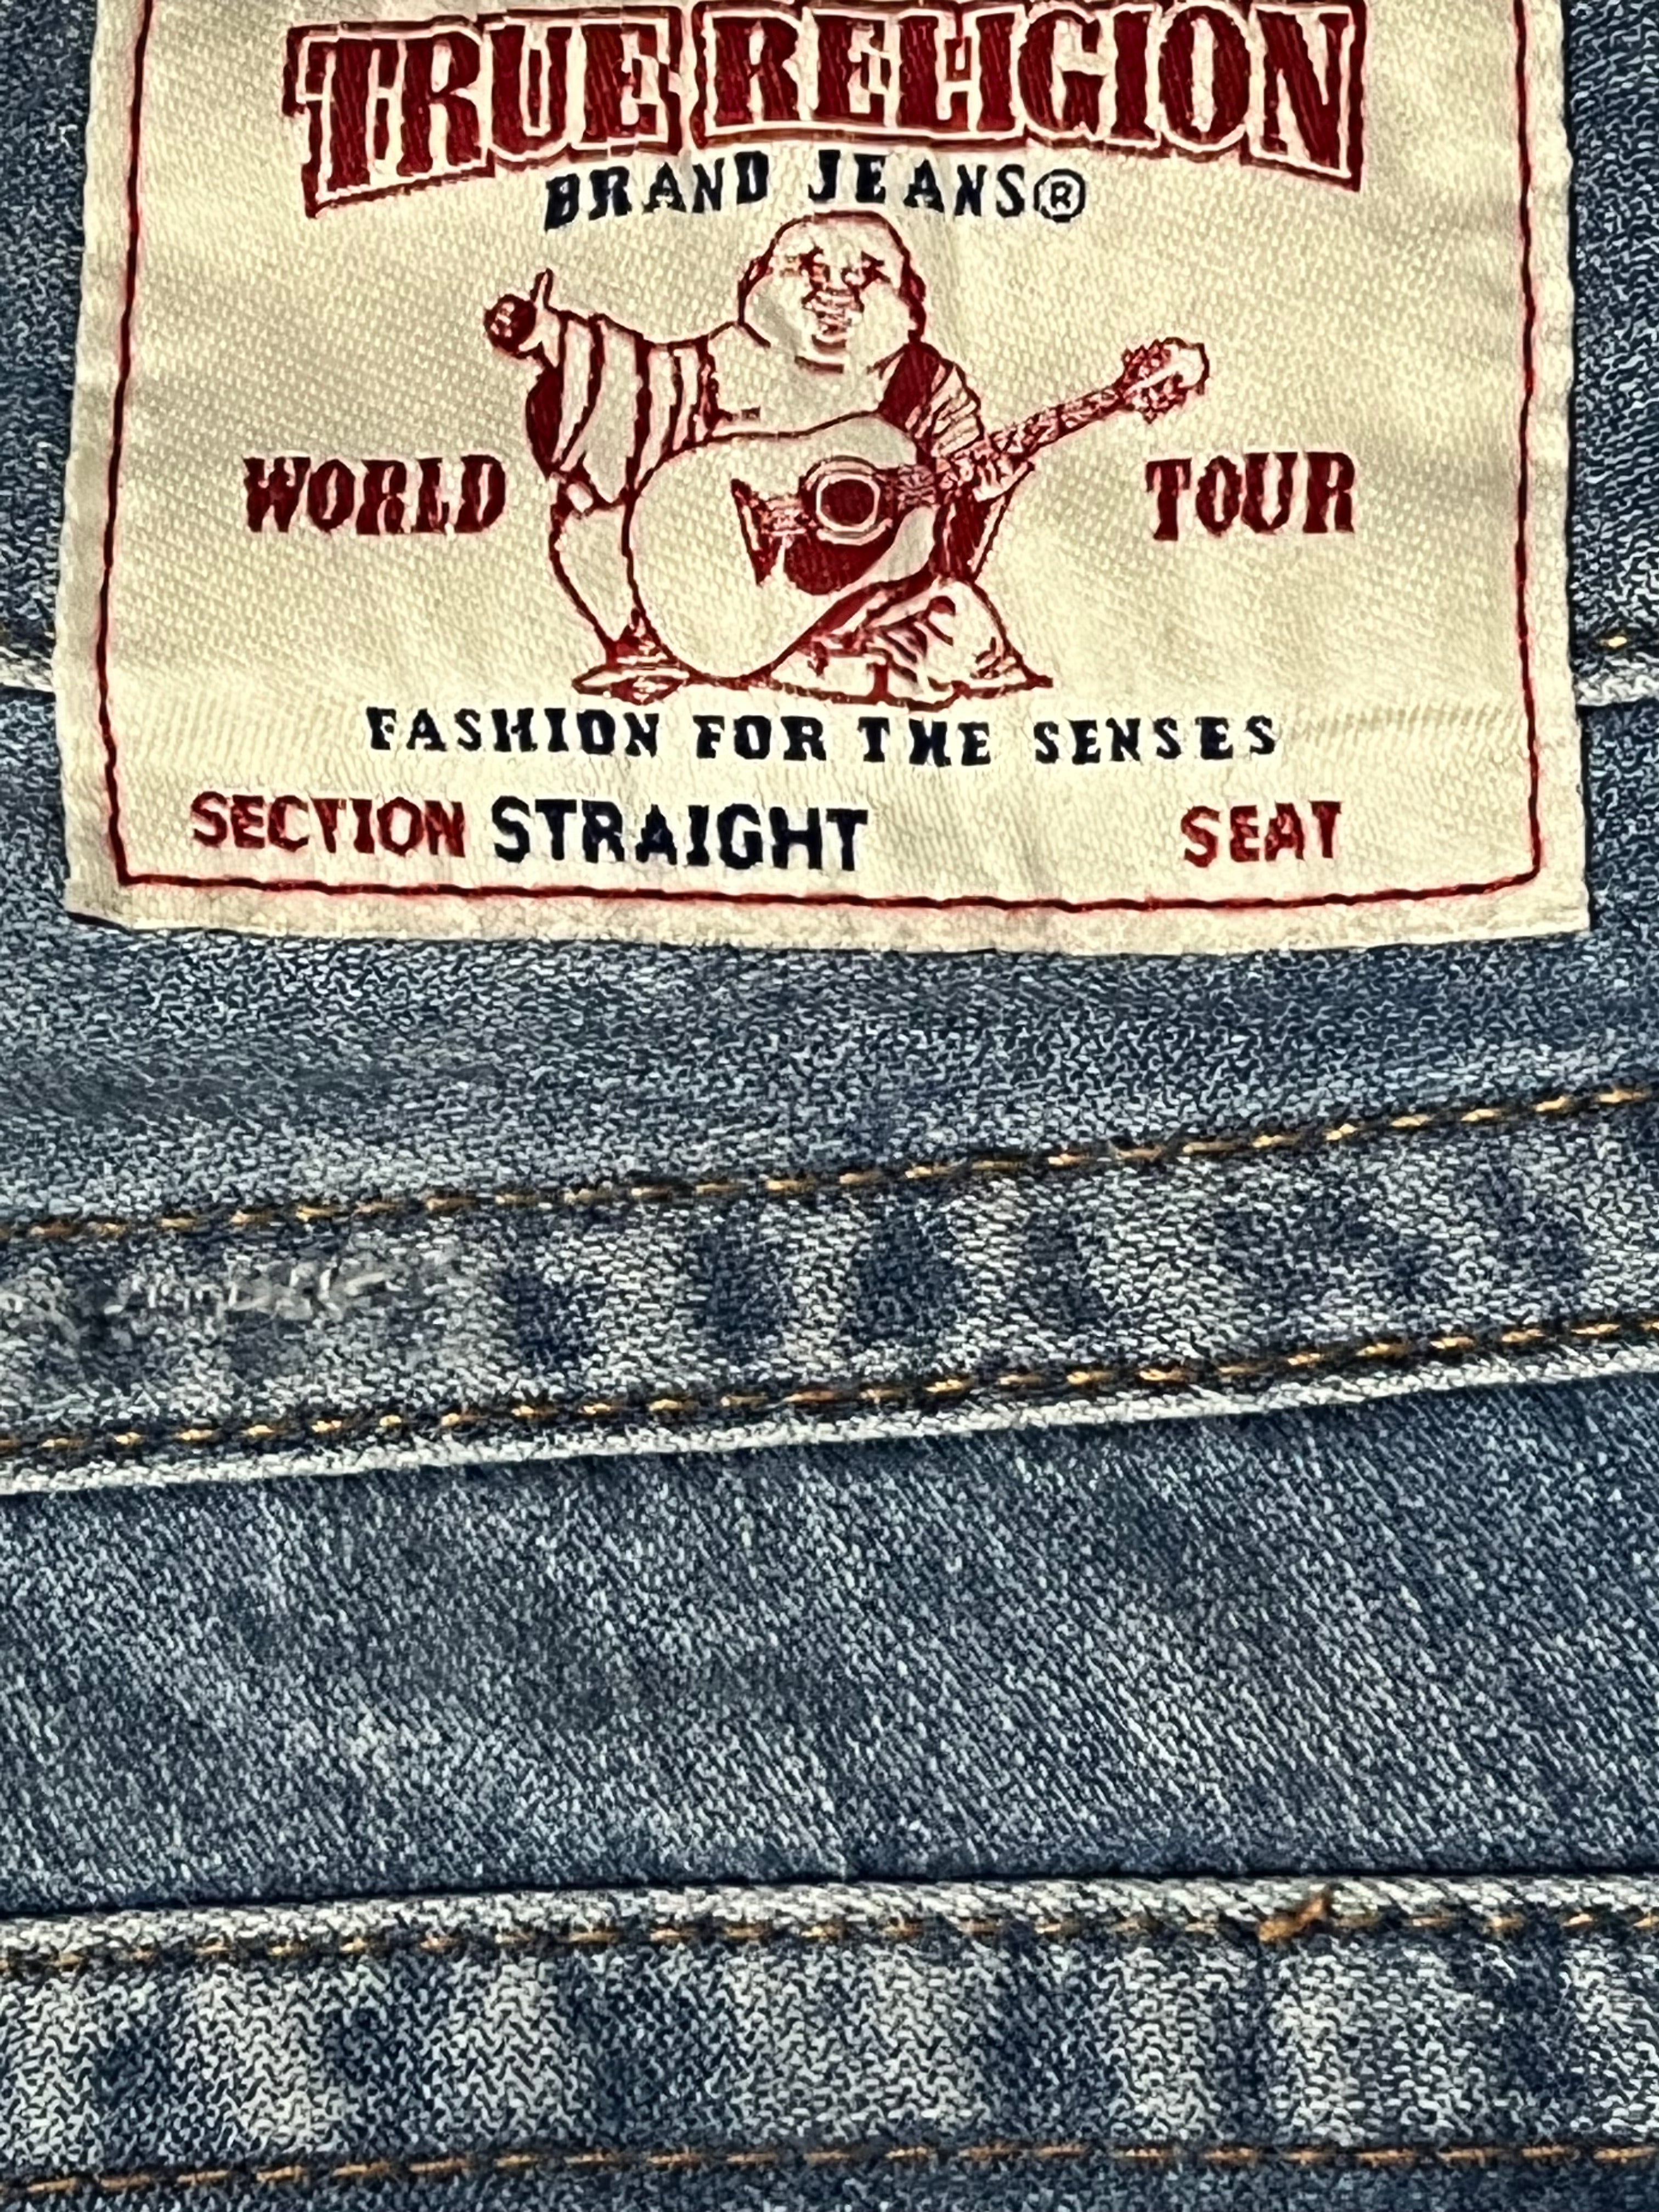 TRUE RELIGION
BRAND JEANS®
WORLD TOUR
FASHION FOR THE SENSES
SECTION STRAIGHT SEAT